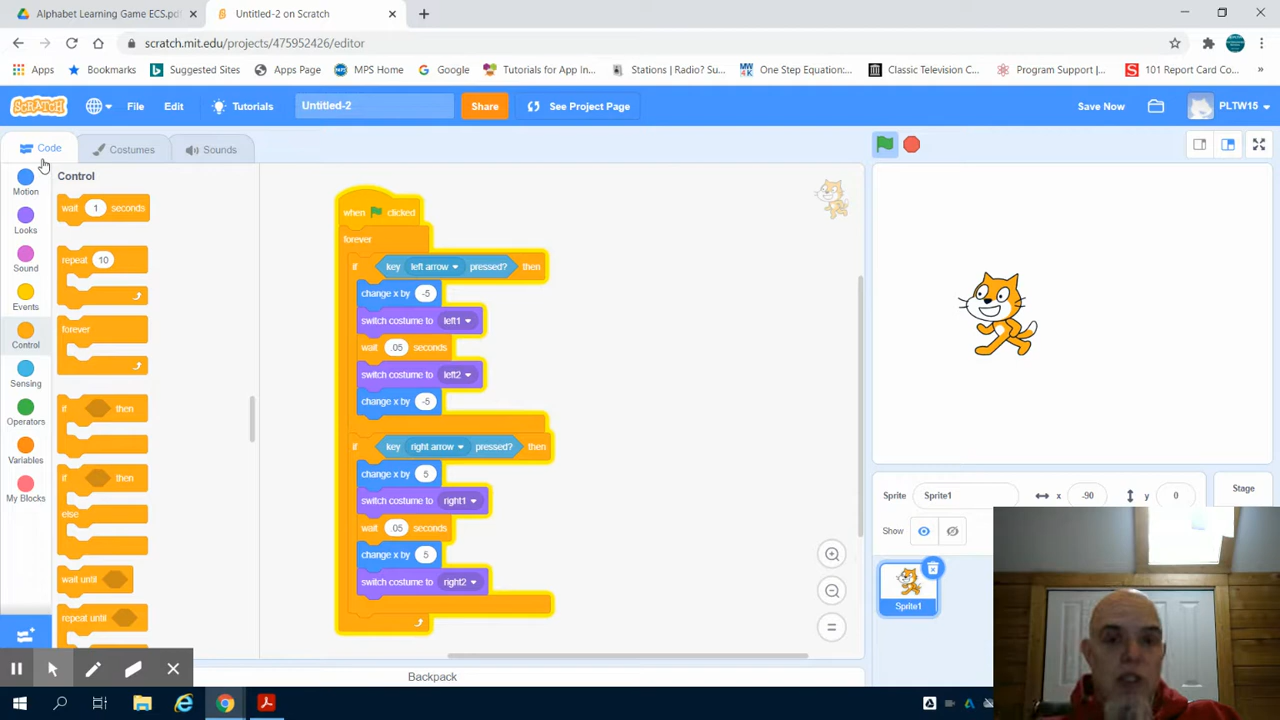 Alphabet Learning Game ECS.pd
Untitled-2 on Scratch
scratch.mit.edu/projects/475952426/editor
Apps
Bookmarks
Suggested Sites
Apps Page
MPS Home
Google
Tutorials for App In...
Stations | Radio? Su...
One Step Equation:...
Classic Television C...
Program Support |...
101 Report Card Co...
»
SCRATCH
File
Edit
Tutorials
Untitled-2
Share
See Project Page
Save Now
PLTW15
Code
Costumes
Sounds
Motion
Looks
Sound
Events
Control
Sensing
Operators
Variables
My Blocks
Control
wait 1 seconds
repeat 10
forever
if then
if then
else
wait until
repeat until
when clicked
forever
if key left arrow pressed? then
change x by -5
switch costume to left1
wait .05 seconds
switch costume to left2
change x by -5
if key right arrow pressed? then
change x by 5
switch costume to right1
wait .05 seconds
change x by 5
switch costume to right2
Backpack
Sprite Sprite1 x -90 y 0
Show
Sprite1
Stage